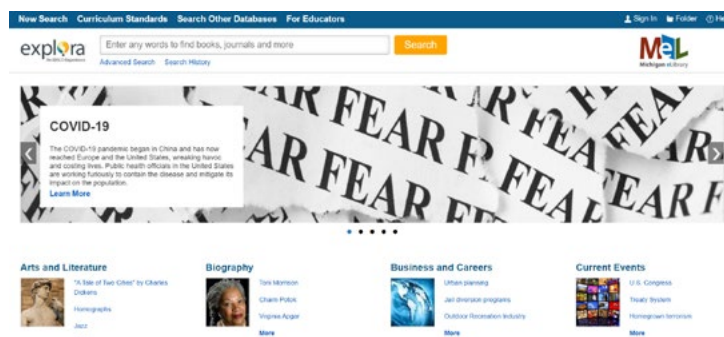 New Search Curriculum Standards Search Other Databases For Educators Sign In Folder He
explora
Enter any words to find books, journals and more
Search
MeL
Michigan eLibrary
Advanced Search Search History
FEAR FEAR FEAR
COVID-19
The COVID-19 pandemic began in China and has now
reached Europe and the United States, wreaking havoc
and costing lives. Public health officials in the United States
are working furiously to contain the disease and mitigate its
impact on the population.
Learn More
AR FEAR FEAR FEAR
Arts and Literature
"A Tale of Two Cities" by Charles
Dickens
Homographs
Jazz
Biography
Toni Morrison
Chaim Potok
Virginia Apgar
More
Business and Careers
Urban planning
Jail diversion programs
Outdoor Recreation Industry
More
Current Events
U.S. Congress
Treaty System
Homegrown terrorism
More